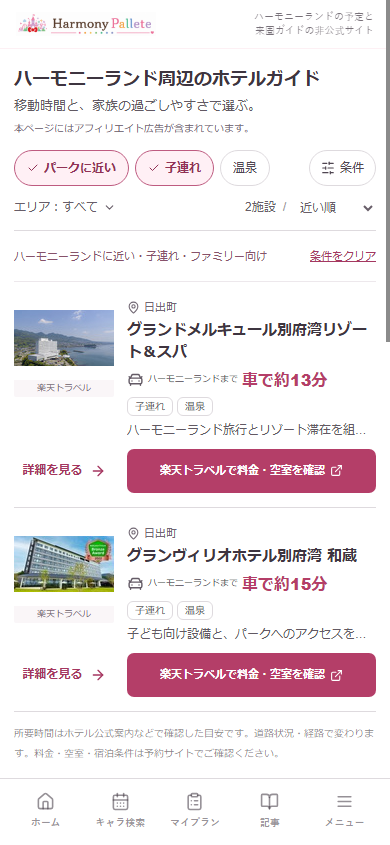 Harmony Pallete
ハーモニーランドの予定と
来園ガイドの非公式サイト
ハーモニーランド周辺のホテルガイド
移動時間と、家族の過ごしやすさで選ぶ。
本ページにはアフィリエイト広告が含まれています。
パークに近い 子連れ 温泉 条件
エリア：すべて 2施設 / 近い順
ハーモニーランドに近い・子連れ・ファミリー向け 条件をクリア
日出町
グランドメルキュール別府湾リゾー
ト＆スパ
楽天トラベル
ハーモニーランドまで 車で約13分
子連れ 温泉
ハーモニーランド旅行とリゾート滞在を組...
詳細を見る 楽天トラベルで料金・空室を確認
日出町
グランヴィリオホテル別府湾 和蔵
ハーモニーランドまで 車で約15分
楽天トラベル
子連れ 温泉
子ども向け設備と、パークへのアクセスを...
詳細を見る 楽天トラベルで料金・空室を確認
所要時間はホテル公式案内などで確認した目安です。道路状況・経路で変わりま
す。料金・空室・宿泊条件は予約サイトでご確認ください。
ホーム キャラ検索 マイプラン 記事 メニュー